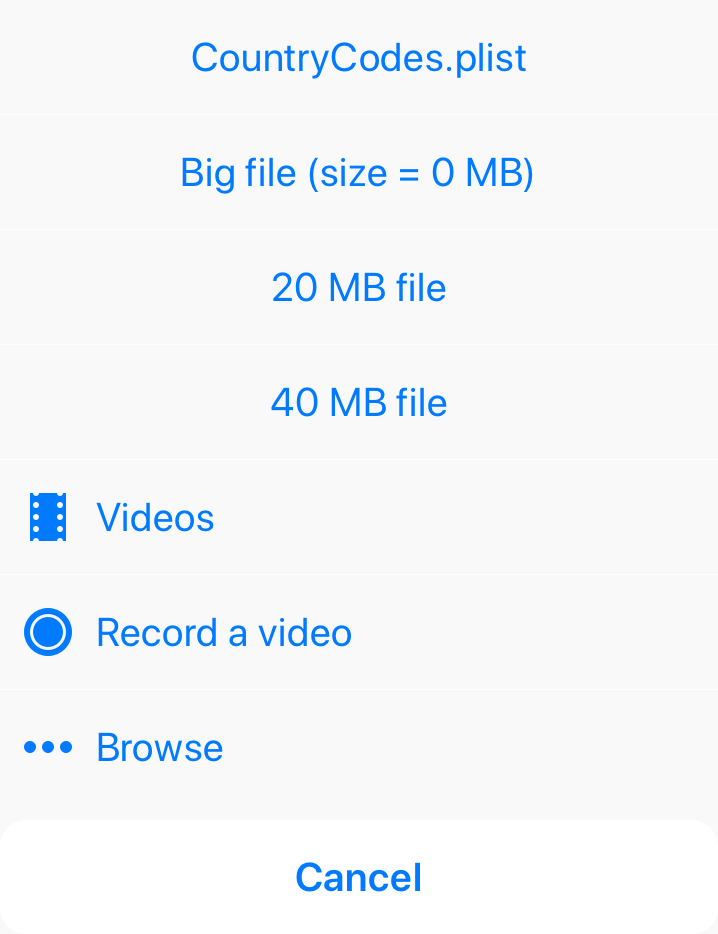 CountryCodes.plist
Big file (size = 0 MB)
20 MB file
40 MB file
Videos
Record a video
Browse
Cancel